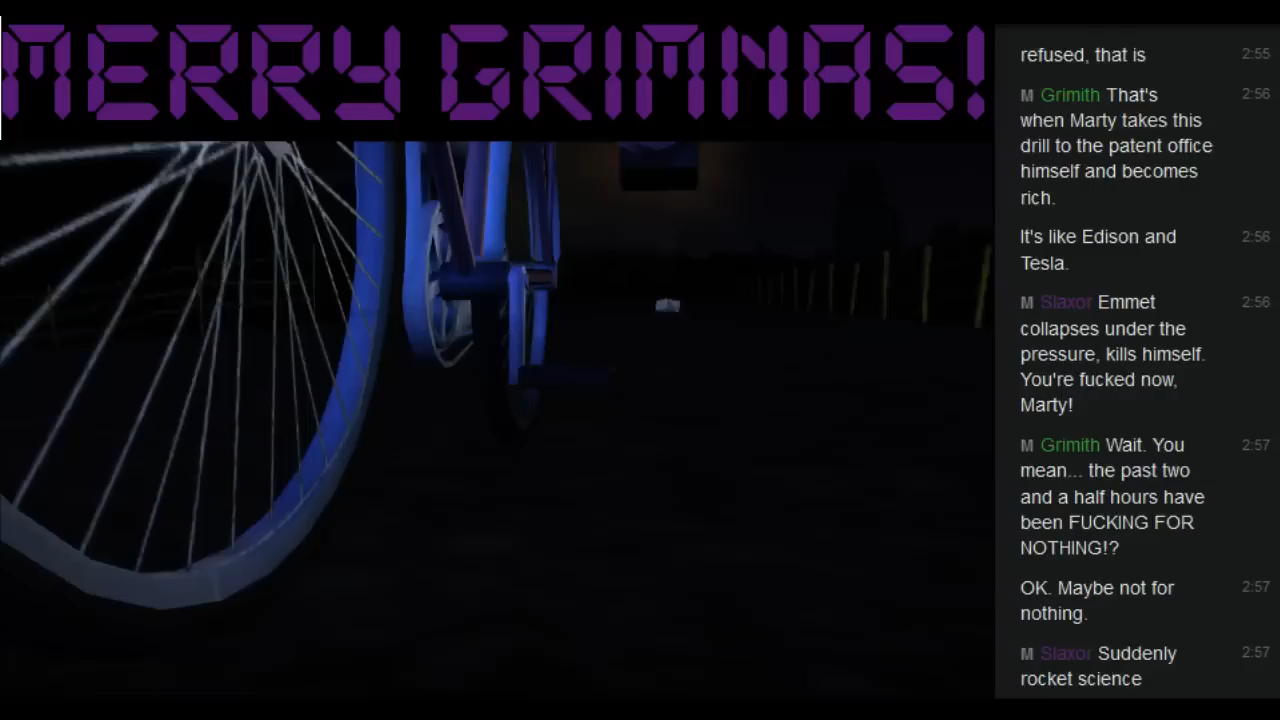 MERRY GRIMMAS!
refused, that is 2:55
M Grimith That's 2:56
when Marty takes this
drill to the patent office
himself and becomes
rich.
It's like Edison and 2:56
Tesla.
M Slaxor Emmet 2:56
collapses under the
pressure, kills himself.
You're fucked now,
Marty!
M Grimith Wait. You 2:57
mean... the past two
and a half hours have
been FUCKING FOR
NOTHING!?
OK. Maybe not for 2:57
nothing.
M Slaxor Suddenly 2:57
rocket science